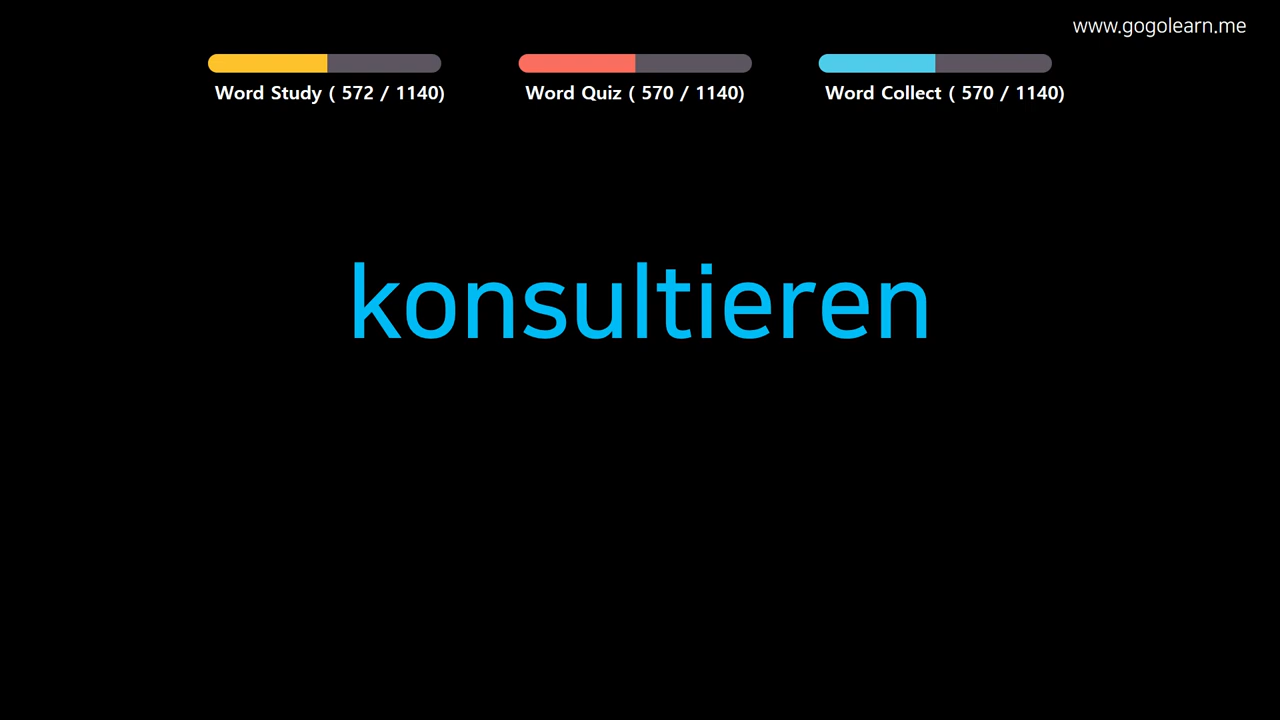 www.gogolearn.me
Word Study ( 572 / 1140)
Word Quiz ( 570 / 1140)
Word Collect ( 570 / 1140)
konsultieren